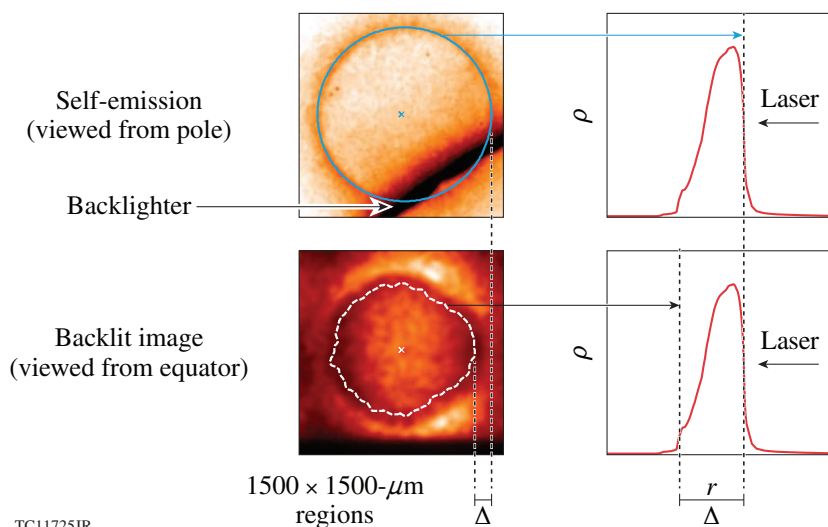 Self-emission
(viewed from pole)
Backlighter
ρ
Laser
Backlit image
(viewed from equator)
ρ
Laser
1500 × 1500-μm
regions
Δ
r
Δ
TC11725JR